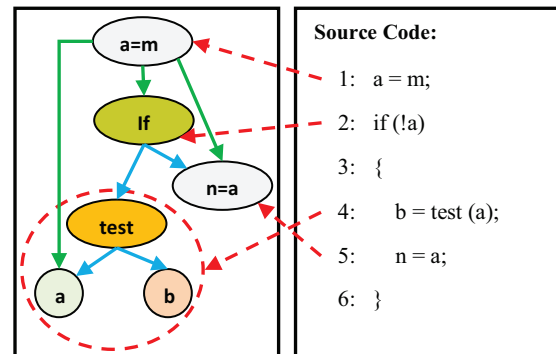 a=m
If
n=a
test
a
b
Source Code:
1: a = m;
2: if (!a)
3: {
4: b = test (a);
5: n = a;
6: }